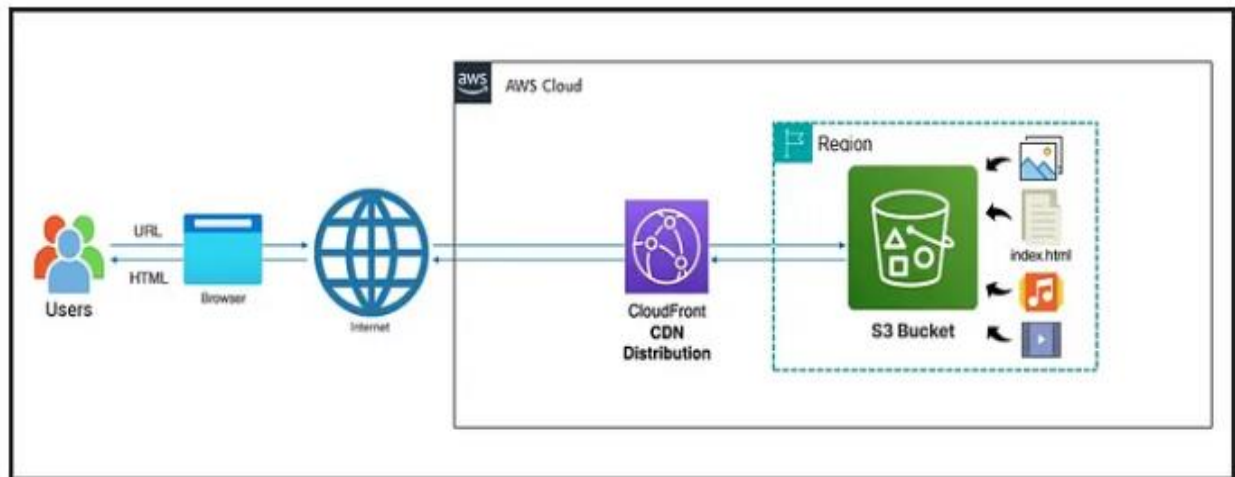 aws
AWS Cloud
Region
URL
HTML
Users
Browser
Internet
CloudFront
CDN
Distribution
S3 Bucket
index.html